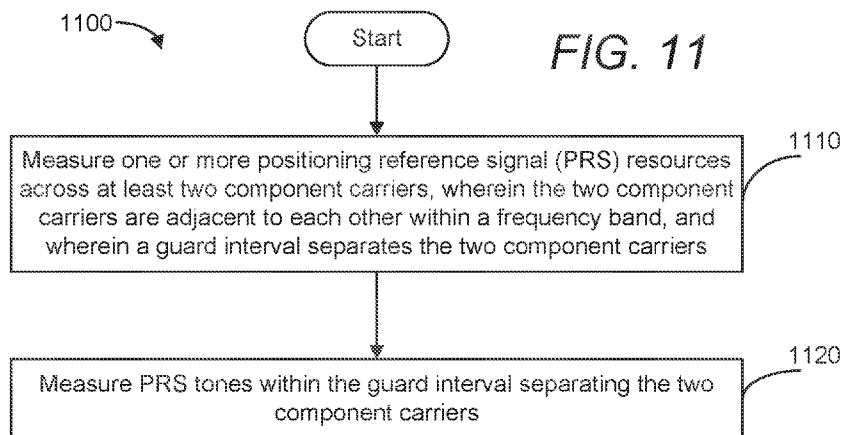 1100
Start
FIG. 11
1110
Measure one or more positioning reference signal (PRS) resources
across at least two component carriers, wherein the two component
carriers are adjacent to each other within a frequency band, and
wherein a guard interval separates the two component carriers
1120
Measure PRS tones within the guard interval separating the two
component carriers